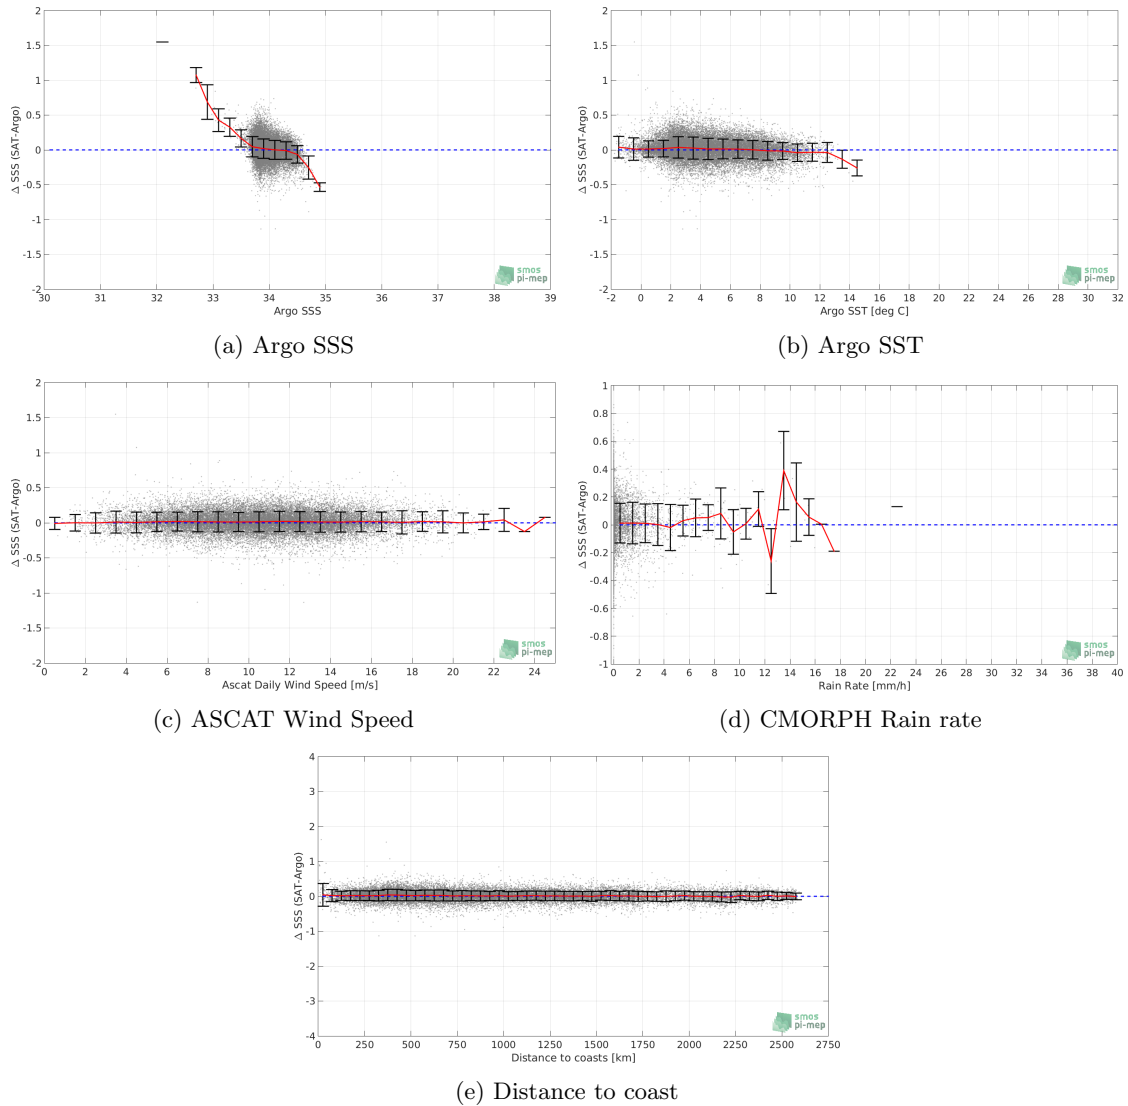 2
1.5
1
0.5
0
-0.5
-1
-1.5
-2
Δ SSS (SAT-Argo)
30 31 32 33 34 35 36 37 38 39
Argo SSS
smos
pi-mep
(a) Argo SSS
2
1.5
1
0.5
0
-0.5
-1
-1.5
-2
Δ SSS (SAT-Argo)
-2 0 2 4 6 8 10 12 14 16 18 20 22 24 26 28 30 32
Argo SST [deg C]
smos
pi-mep
(b) Argo SST
2
1.5
1
0.5
0
-0.5
-1
-1.5
-2
Δ SSS (SAT-Argo)
0 2 4 6 8 10 12 14 16 18 20 22 24
Ascat Daily Wind Speed [m/s]
smos
pi-mep
(c) ASCAT Wind Speed
1
0.8
0.6
0.4
0.2
0
-0.2
-0.4
-0.6
-0.8
-1
Δ SSS (SAT-Argo)
0 2 4 6 8 10 12 14 16 18 20 22 24 26 28 30 32 34 36 38 40
Rain Rate [mm/h]
smos
pi-mep
(d) CMORPH Rain rate
4
3
2
1
0
-1
-2
-3
-4
Δ SSS (SAT-Argo)
0 250 500 750 1000 1250 1500 1750 2000 2250 2500 2750
Distance to coasts [km]
smos
pi-mep
(e) Distance to coast